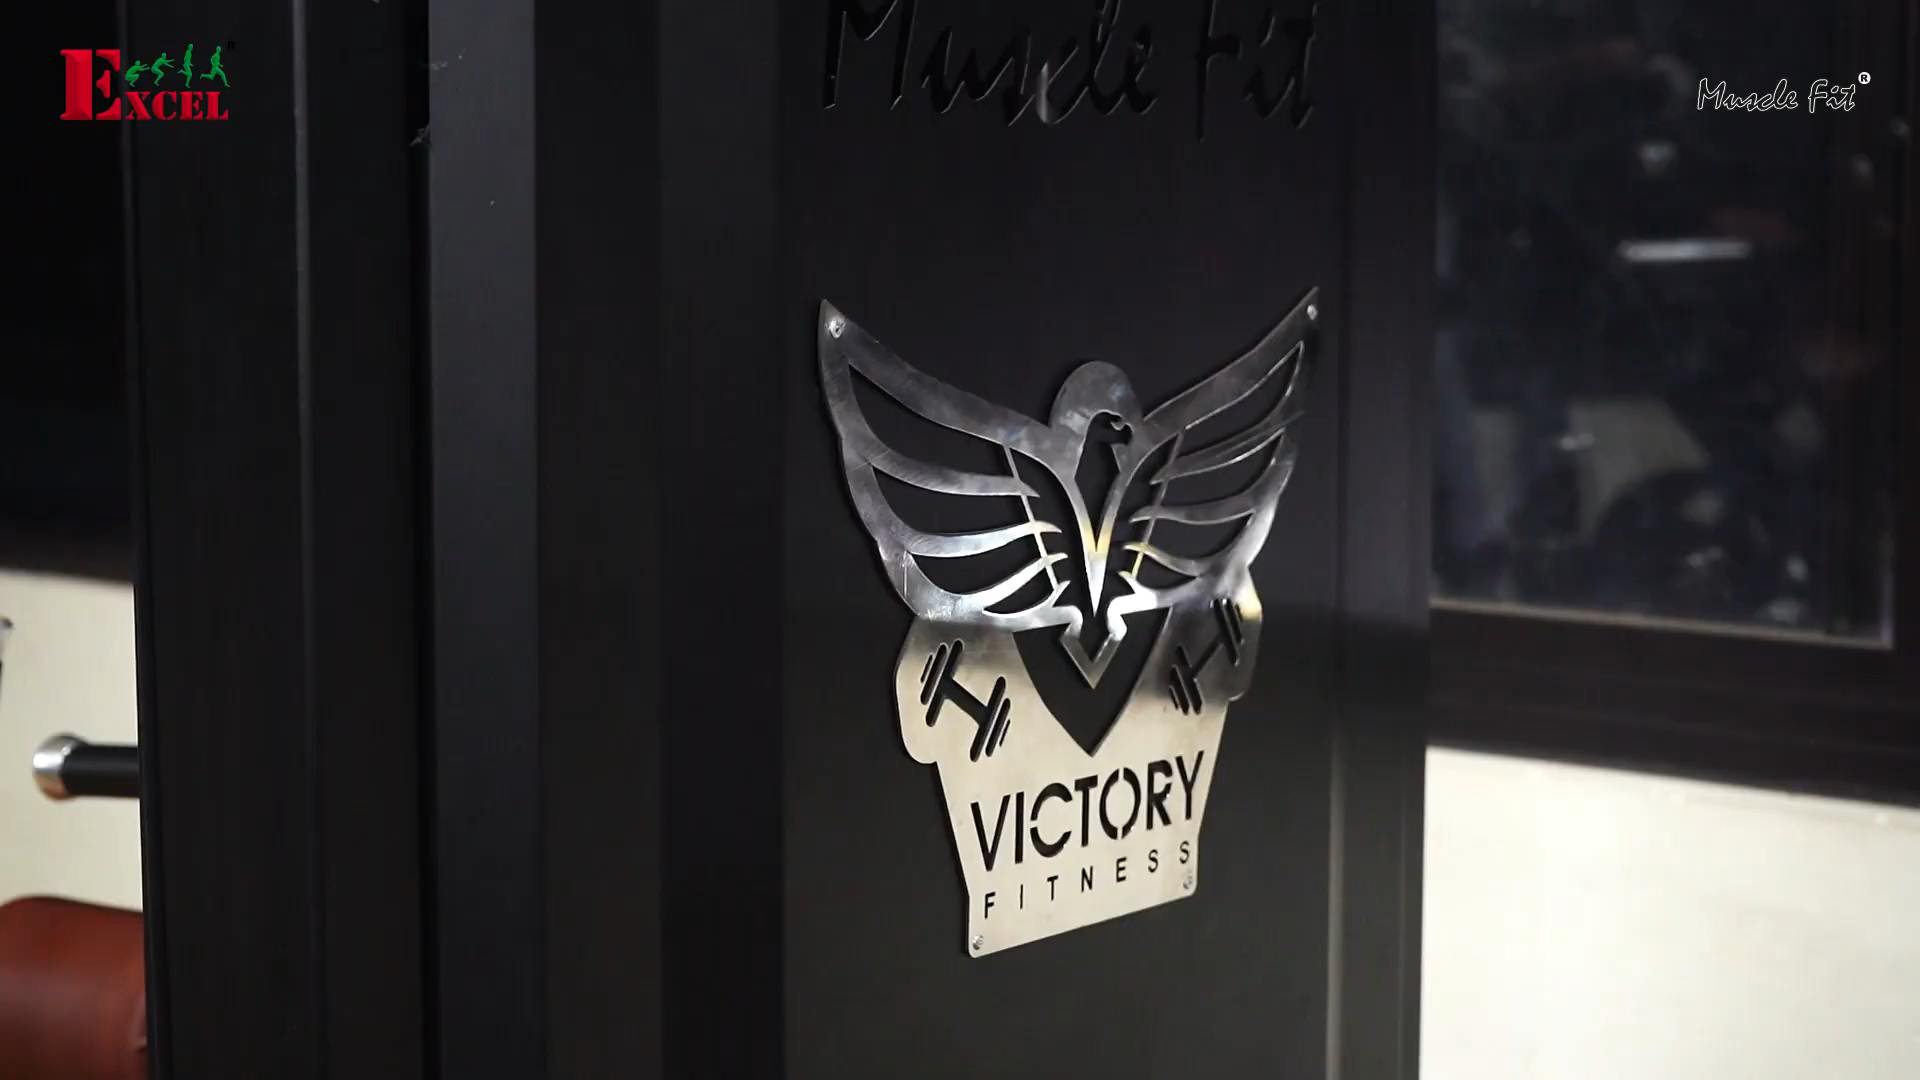 Muscle Fit
EXCEL
®
Muscle Fit ®
VICTORY
FITNESS